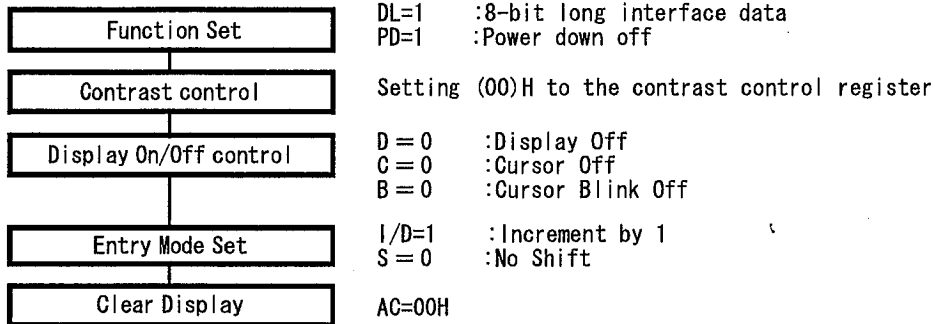 Function Set
DL=1 :8-bit long interface data
PD=1 :Power down off
Contrast control
Setting (00)H to the contrast control register
Display On/Off control
D=0 :Display Off
C=0 :Cursor Off
B=0 :Cursor Blink Off
Entry Mode Set
I/D=1 :Increment by 1
S=0 :No Shift
Clear Display
AC=00H